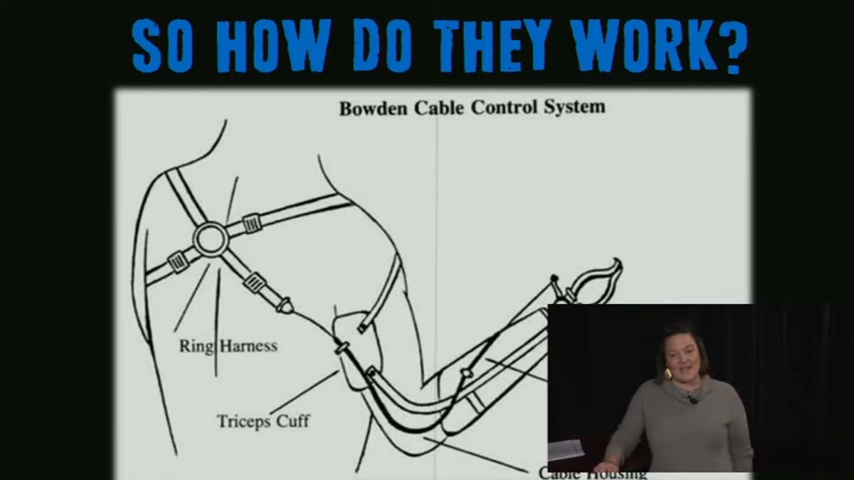 SO HOW DO THEY WORK?
Bowden Cable Control System
Ring Harness
Triceps Cuff
Cable Housing